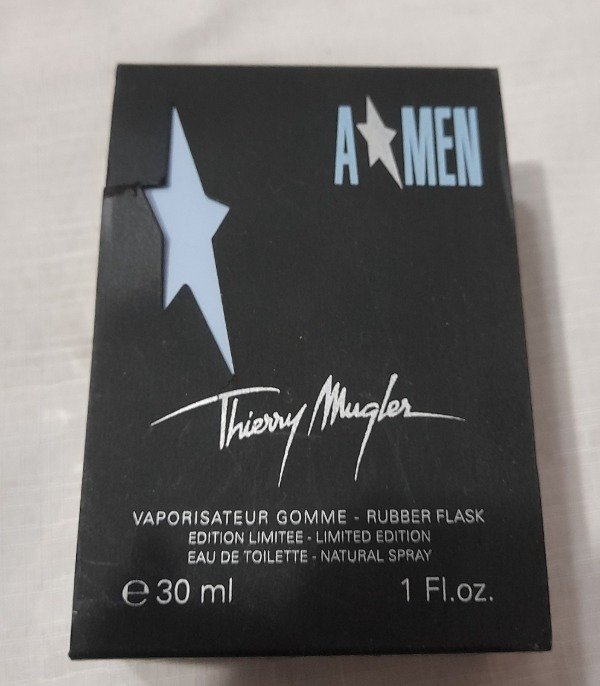 A★MEN
Thierry Mugler
VAPORISATEUR GOMME - RUBBER FLASK
EDITION LIMITEE - LIMITED EDITION
EAU DE TOILETTE - NATURAL SPRAY
℮ 30 ml 1 Fl.oz.